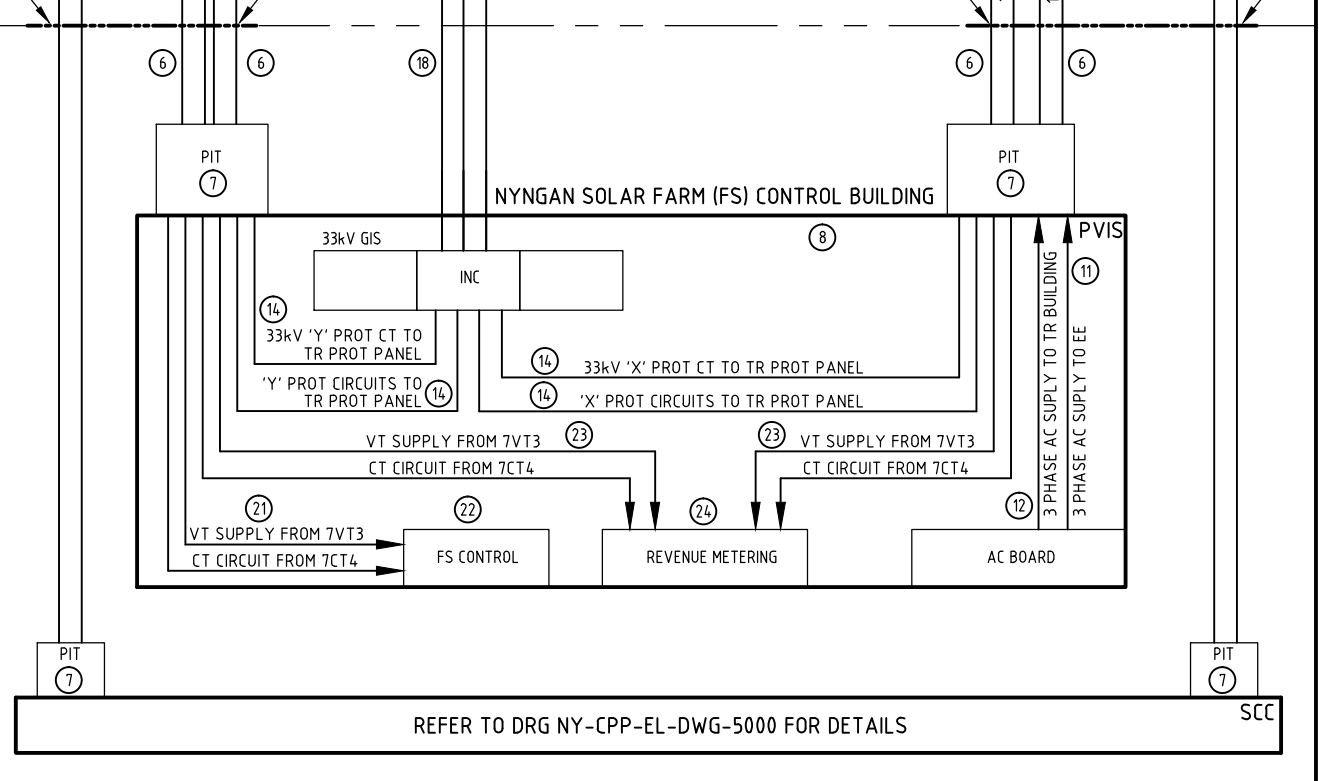 6
6
18
6
6
PIT
7
PIT
7
NYNGAN SOLAR FARM (FS) CONTROL BUILDING
PVIS
33kV GIS
8
INC
11
14
33kV 'Y' PROT CT TO
TR PROT PANEL
14
33kV 'X' PROT CT TO TR PROT PANEL
'Y' PROT CIRCUITS TO
TR PROT PANEL
14
14
'X' PROT CIRCUITS TO TR PROT PANEL
3 PHASE AC SUPLY TO TR BUILDING
3 PHASE AC SUPLY TO EE
VT SUPPLY FROM 7VT3
23
23
VT SUPPLY FROM 7VT3
CT CIRCUIT FROM 7CT4
CT CIRCUIT FROM 7CT4
21
22
24
12
VT SUPPLY FROM 7VT3
CT CIRCUIT FROM 7CT4
FS CONTROL
REVENUE METERING
AC BOARD
PIT
7
PIT
7
SCC
REFER TO DRG NY-CPP-EL-DWG-5000 FOR DETAILS